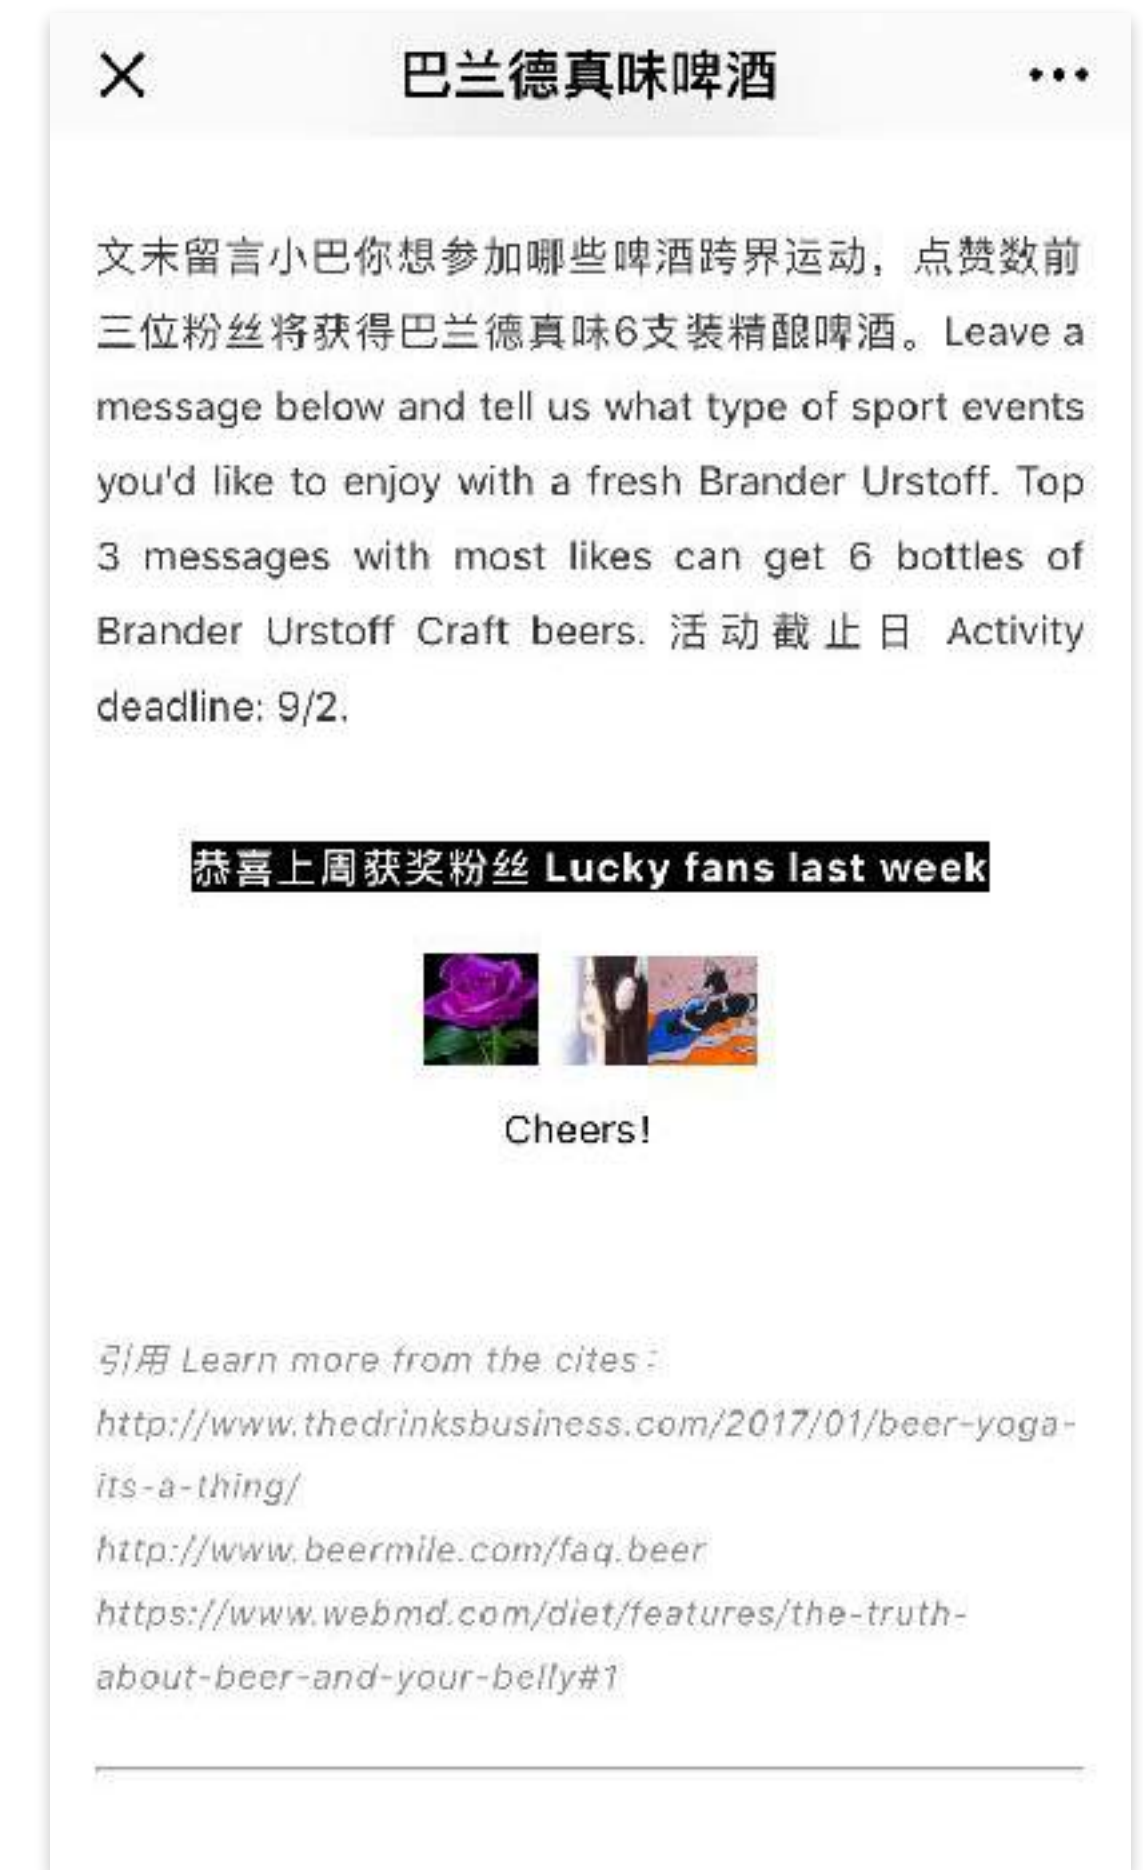 巴兰德真味啤酒
文末留言小巴你想参加哪些啤酒跨界运动，点赞数前
三位粉丝将获得巴兰德真味6支装精酿啤酒。Leave a
message below and tell us what type of sport events
you'd like to enjoy with a fresh Brander Urstoff. Top
3 messages with most likes can get 6 bottles of
Brander Urstoff Craft beers. 活动截止日 Activity
deadline: 9/2.
恭喜上周获奖粉丝 Lucky fans last week
Cheers!
引用 Learn more from the cites：
http://www.thedrinksbusiness.com/2017/01/beer-yoga-
its-a-thing/
http://www.beermile.com/faq.beer
https://www.webmd.com/diet/features/the-truth-
about-beer-and-your-belly#1